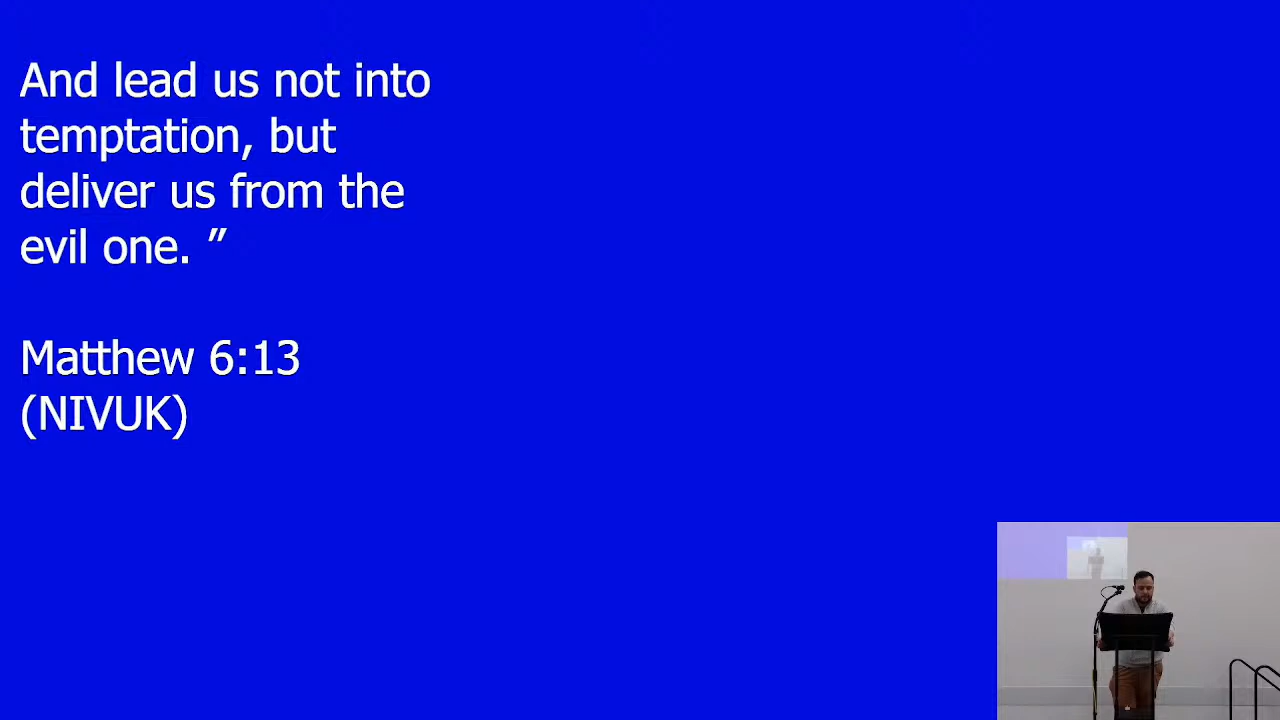 And lead us not into
temptation, but
deliver us from the
evil one. ”
Matthew 6:13
(NIVUK)